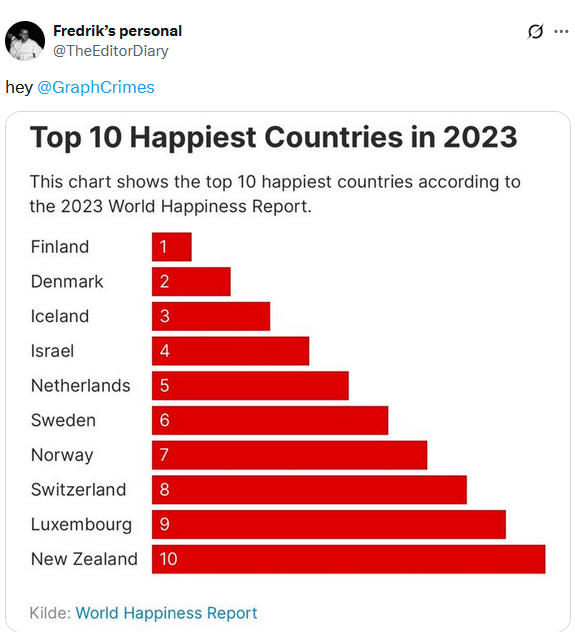 Fredrik's personal
@TheEditorDiary
hey @GraphCrimes
Top 10 Happiest Countries in 2023
This chart shows the top 10 happiest countries according to
the 2023 World Happiness Report.
Finland 1
Denmark 2
Iceland 3
Israel 4
Netherlands 5
Sweden 6
Norway 7
Switzerland 8
Luxembourg 9
New Zealand 10
Kilde: World Happiness Report